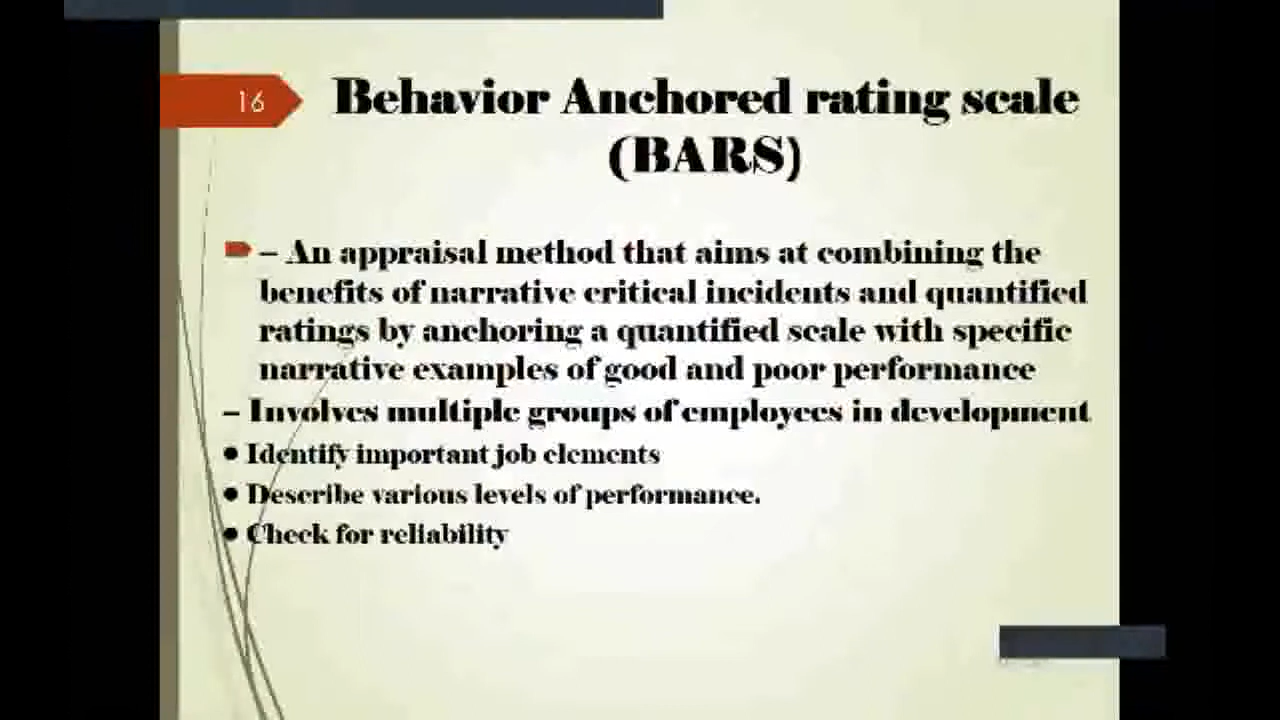 16
Behavior Anchored rating scale
(BARS)
– An appraisal method that aims at combining the
benefits of narrative critical incidents and quantified
ratings by anchoring a quantified scale with specific
narrative examples of good and poor performance
– Involves multiple groups of employees in development
● Identify important job elements
● Describe various levels of performance.
● Check for reliability